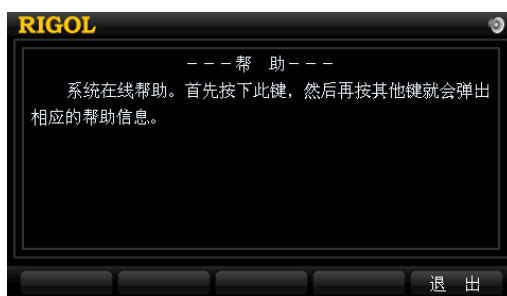 RIGOL
---帮 助---
系统在线帮助。首先按下此键，然后再按其他键就会弹出
相应的帮助信息。
退 出